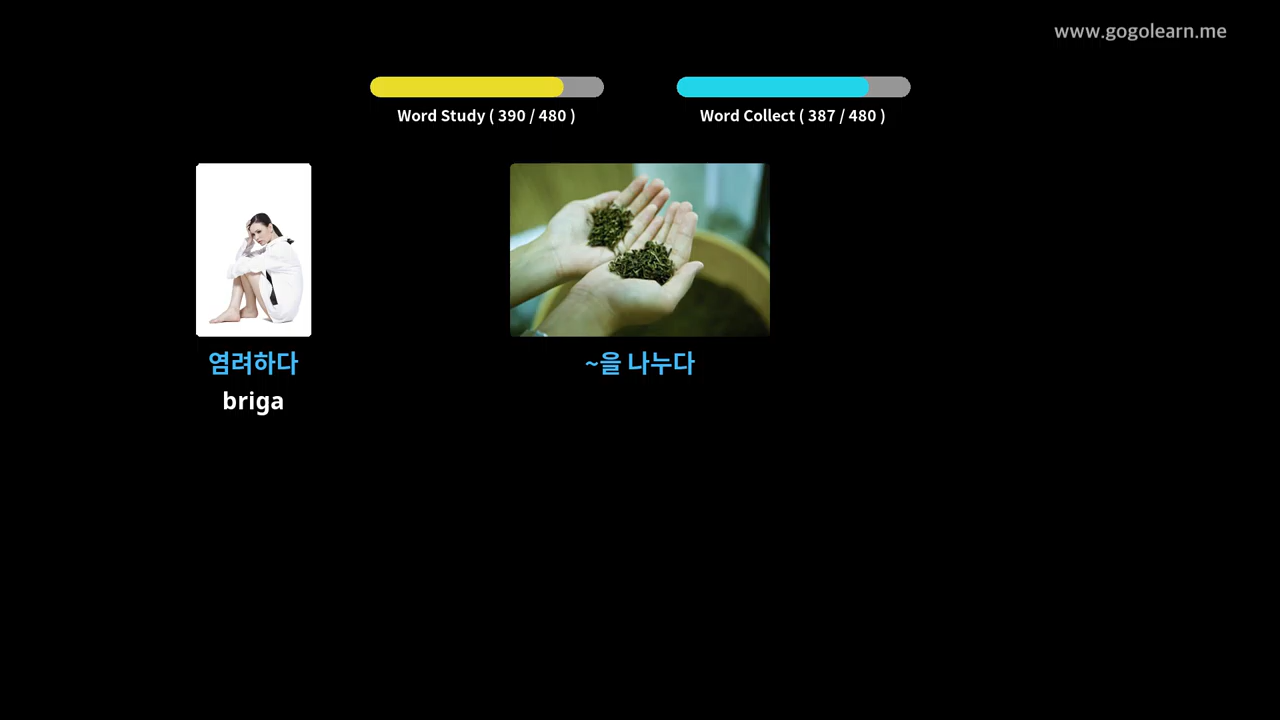 www.gogolearn.me
Word Study ( 390 / 480 )
Word Collect ( 387 / 480 )
염려하다
~을 나누다
briga